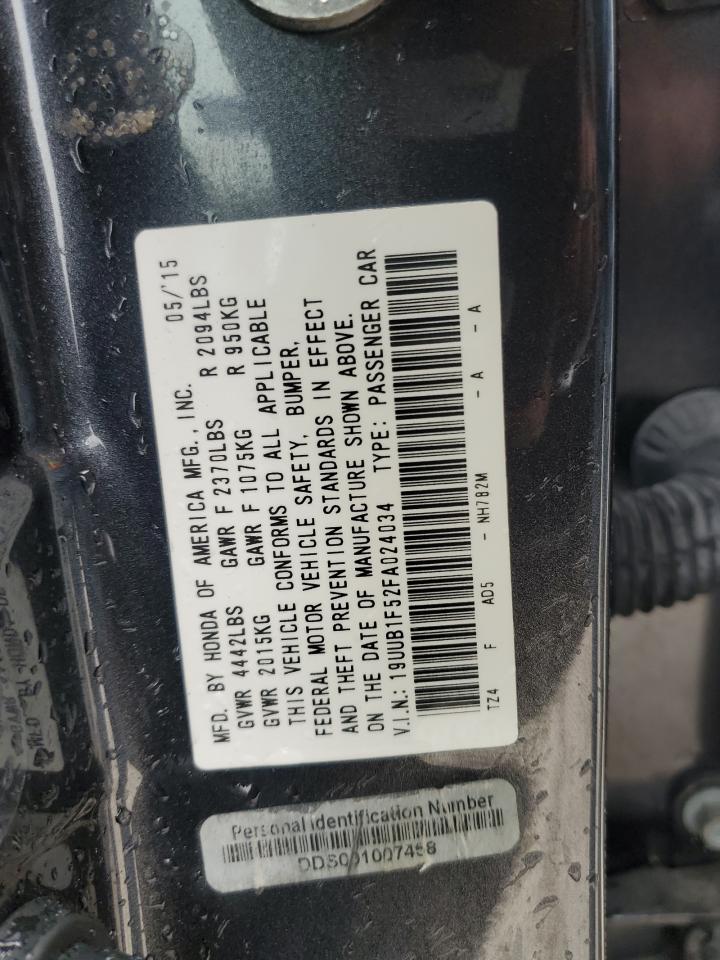 MFD. BY HONDA OF AMERICA MFG., INC. 05/'15
GVWR 4442LBS GAWR F 2370LBS R 2094LBS
GVWR 2015KG GAWR F 1075KG R 950KG
THIS VEHICLE CONFORMS TO ALL APPLICABLE
FEDERAL MOTOR VEHICLE SAFETY, BUMPER,
AND THEFT PREVENTION STANDARDS IN EFFECT
ON THE DATE OF MANUFACTURE SHOWN ABOVE.
V.I.N.: 19UUB1F52FA024034 TYPE: PASSENGER CAR
TZ4 F AD5 - NH782M - A - A
Personal Identification Number